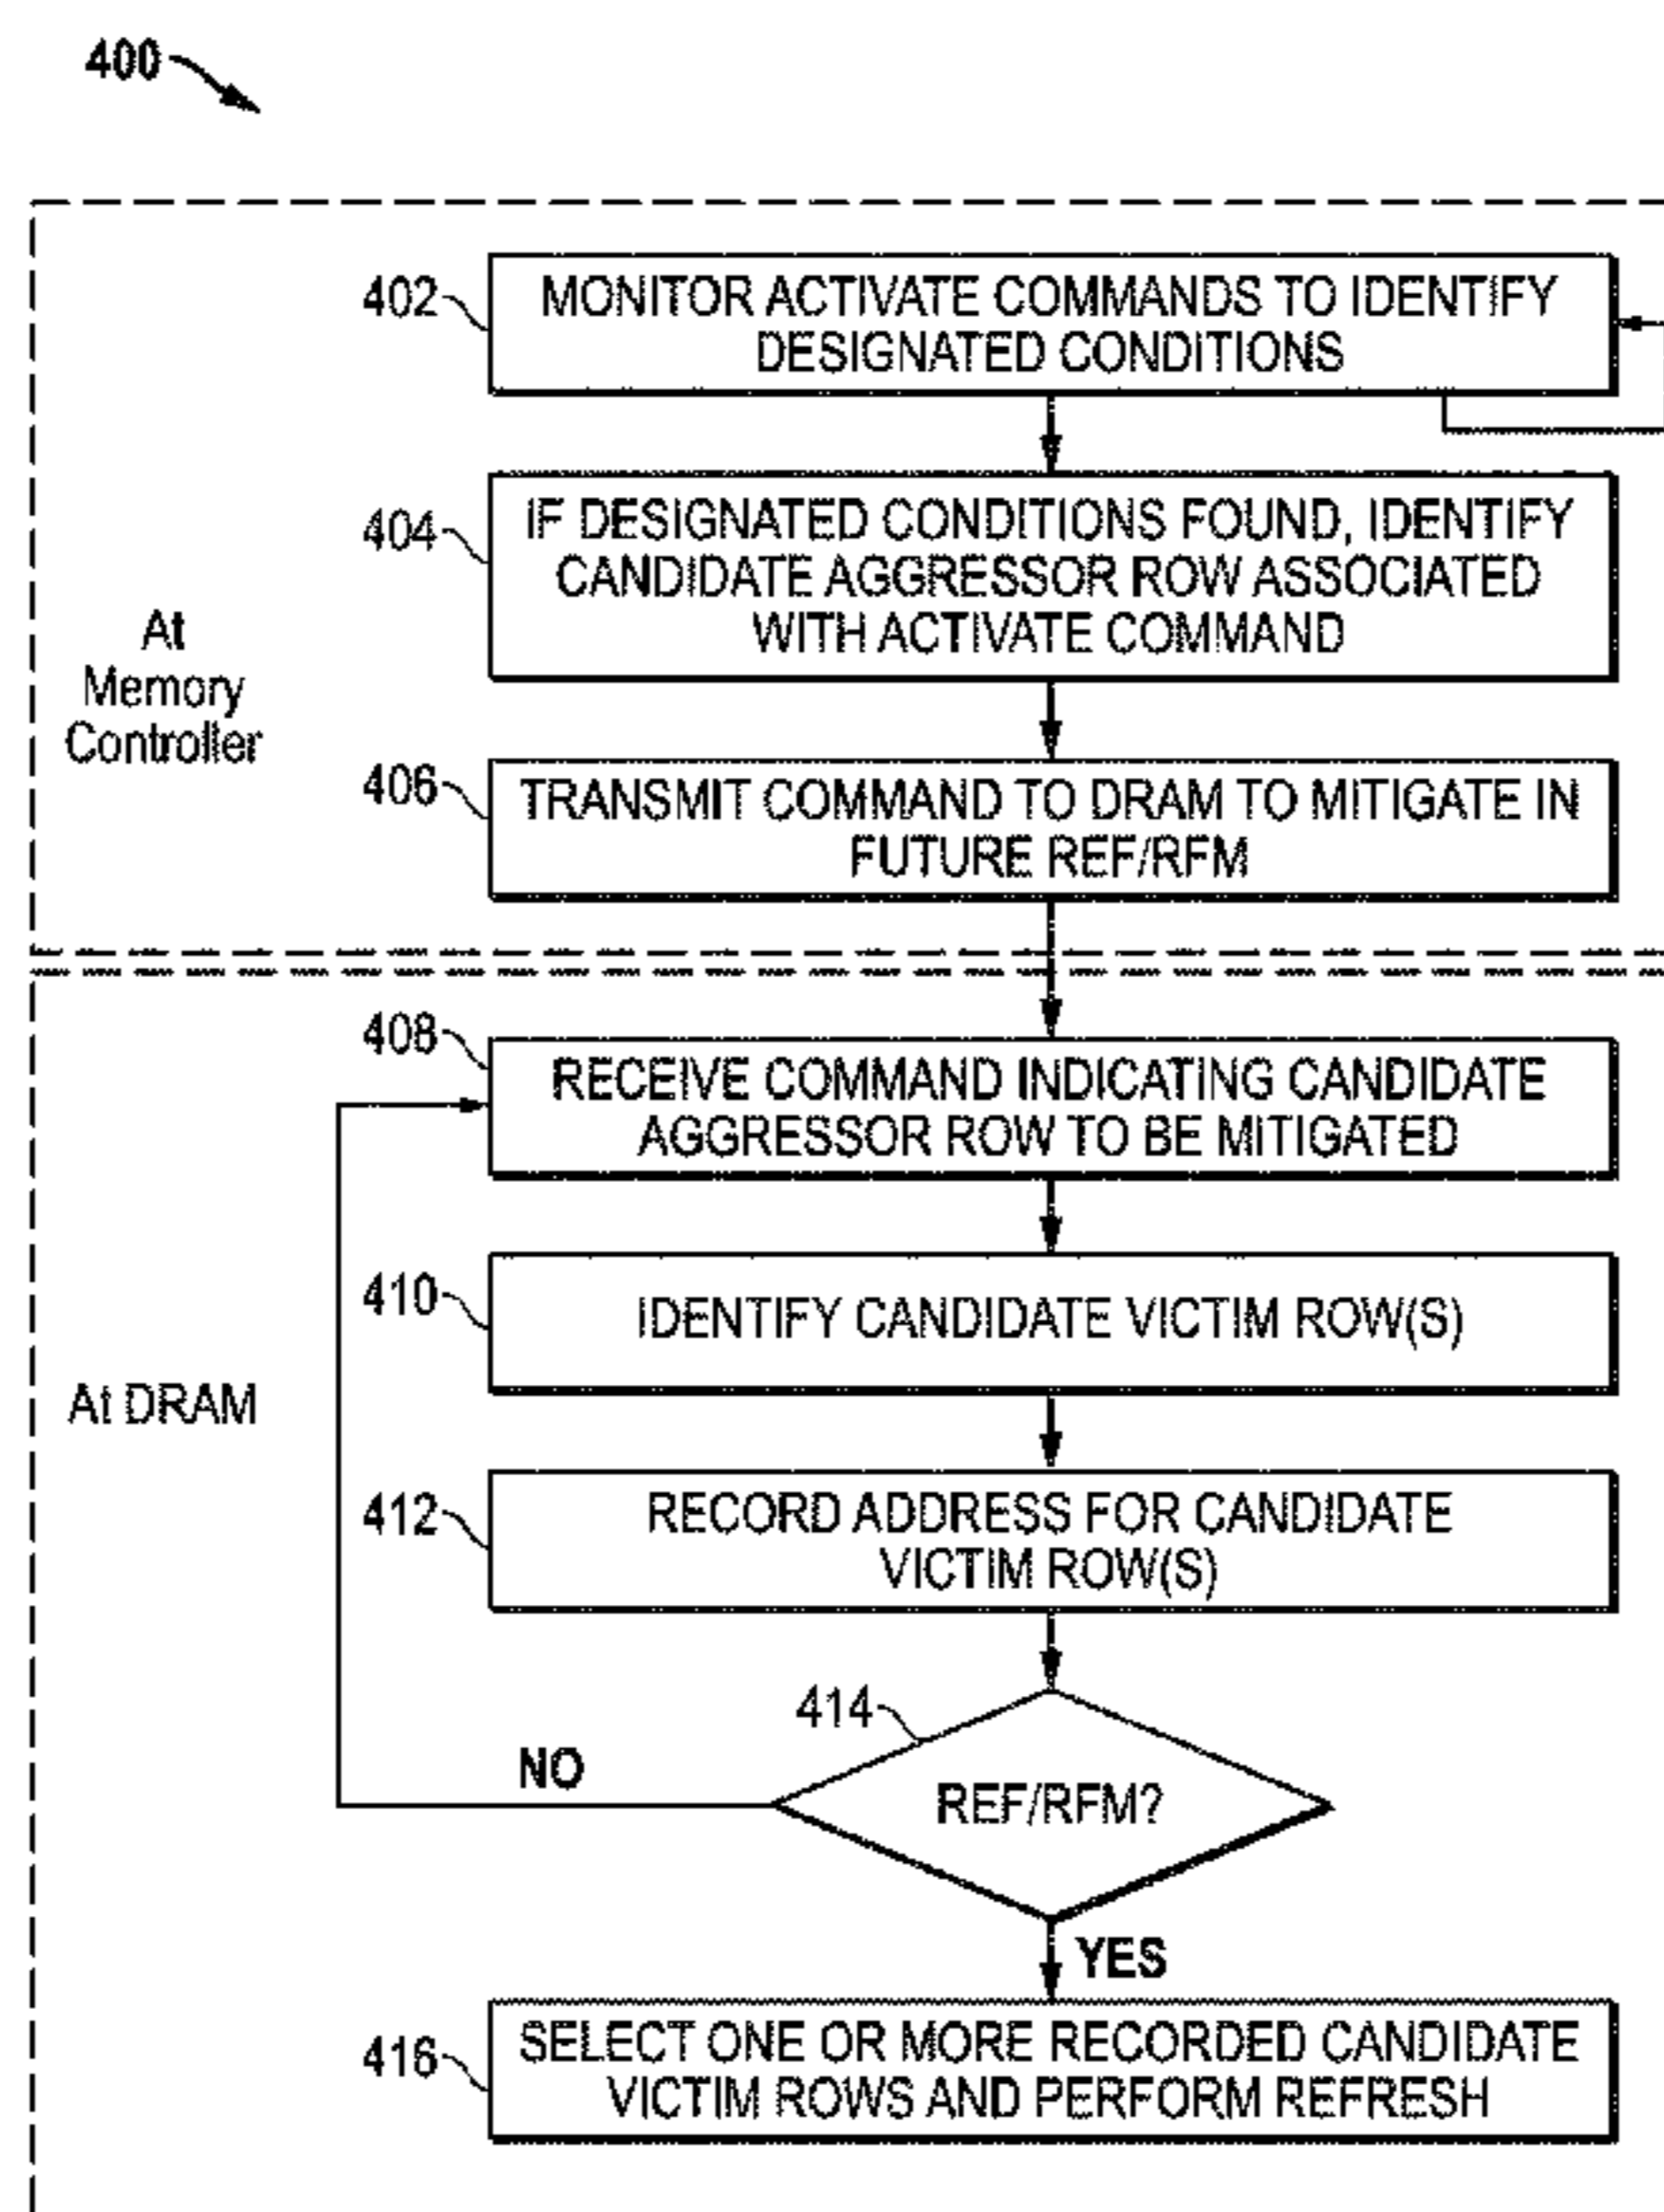 400
402
MONITOR ACTIVATE COMMANDS TO IDENTIFY
DESIGNATED CONDITIONS
404
IF DESIGNATED CONDITIONS FOUND, IDENTIFY
CANDIDATE AGGRESSOR ROW ASSOCIATED
WITH ACTIVATE COMMAND
At
Memory
Controller
406
TRANSMIT COMMAND TO DRAM TO MITIGATE IN
FUTURE REF/RFM
408
RECEIVE COMMAND INDICATING CANDIDATE
AGGRESSOR ROW TO BE MITIGATED
410
IDENTIFY CANDIDATE VICTIM ROW(S)
At DRAM
412
RECORD ADDRESS FOR CANDIDATE
VICTIM ROW(S)
414
NO
REF/RFM?
YES
416
SELECT ONE OR MORE RECORDED CANDIDATE
VICTIM ROWS AND PERFORM REFRESH